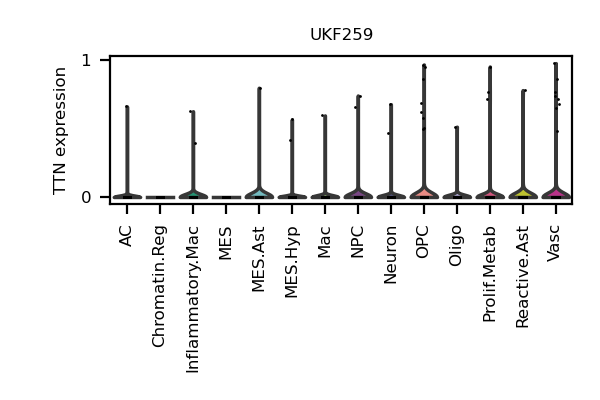 UKF259
TTN expression
1
0
AC
Chromatin.Reg
Inflammatory.Mac
MES
MES.Ast
MES.Hyp
Mac
NPC
Neuron
OPC
Oligo
Prolif.Metab
Reactive.Ast
Vasc